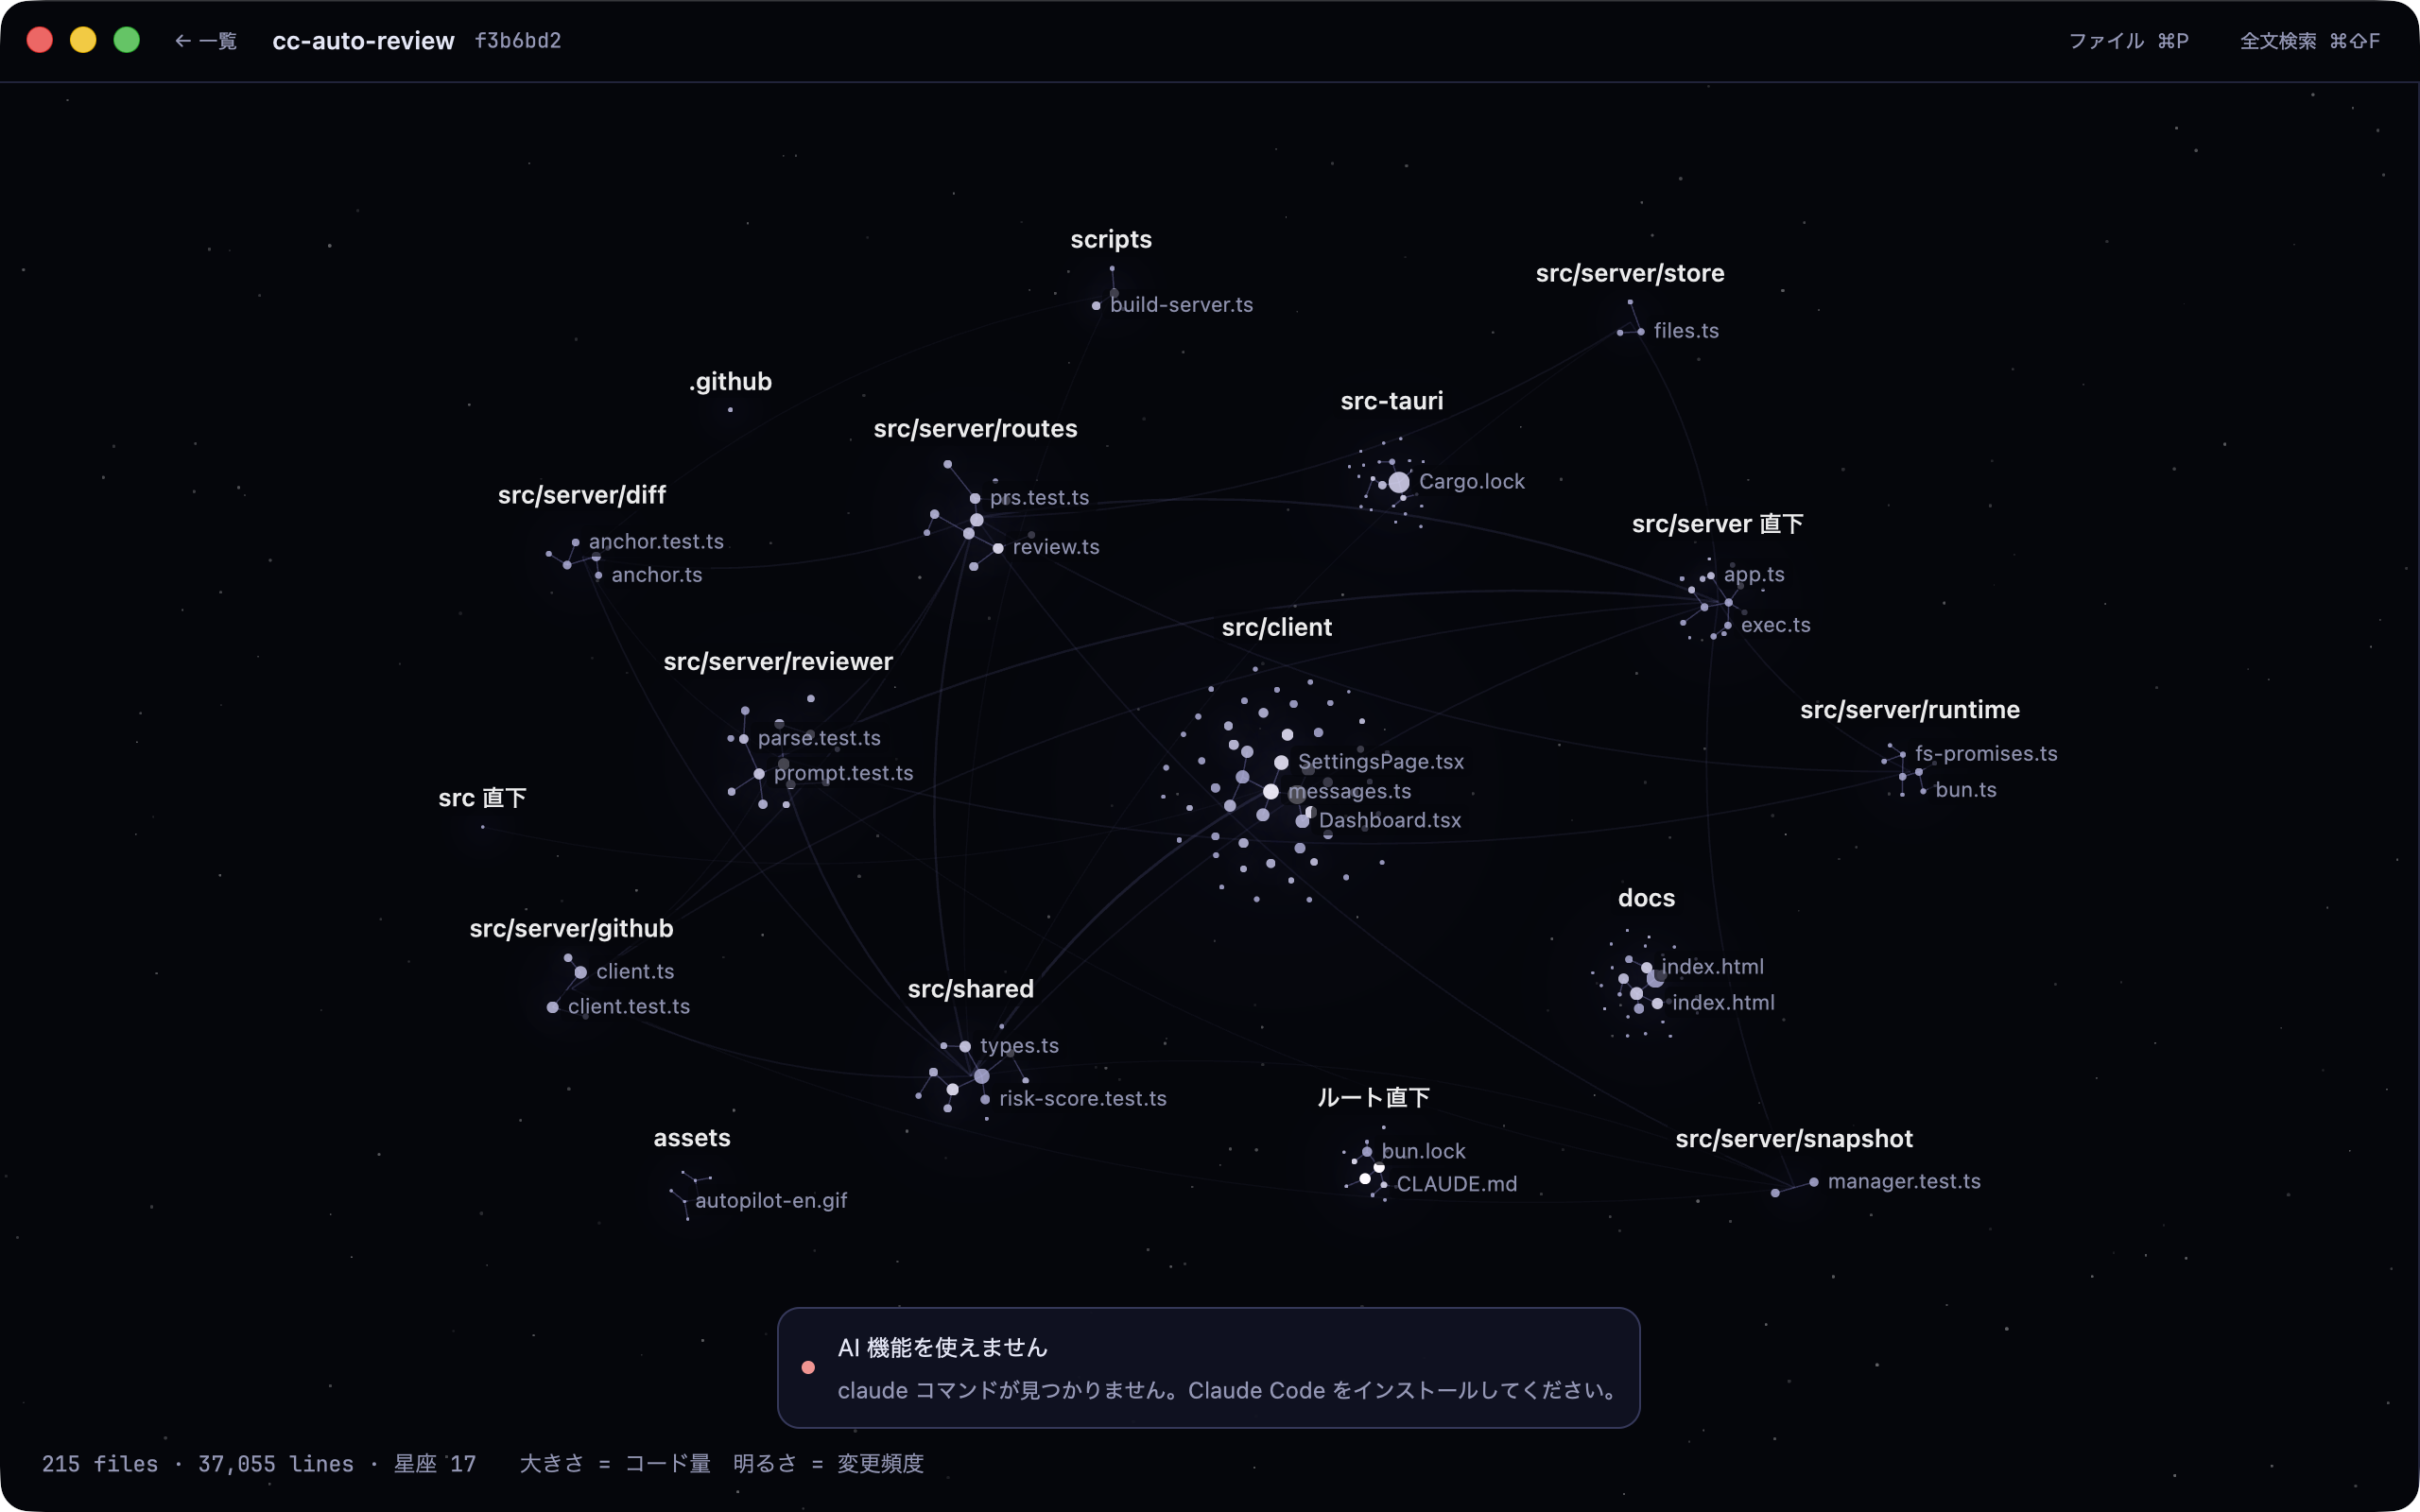 ← 一覧 cc-auto-review f3b6bd2 ファイル ⌘P 全文検索 ⌘⇧F
scripts
build-server.ts
src/server/store
files.ts
.github
src-tauri
Cargo.lock
src/server/routes
prs.test.ts
review.ts
src/server/diff
anchor.test.ts
anchor.ts
src/server 直下
app.ts
exec.ts
src/client
SettingsPage.tsx
messages.ts
Dashboard.tsx
src/server/reviewer
parse.test.ts
prompt.test.ts
src/server/runtime
fs-promises.ts
bun.ts
src 直下
docs
index.html
index.html
src/server/github
client.ts
client.test.ts
src/shared
types.ts
risk-score.test.ts
ルート直下
bun.lock
CLAUDE.md
assets
autopilot-en.gif
src/server/snapshot
manager.test.ts
AI 機能を使えません
claude コマンドが見つかりません。Claude Code をインストールしてください。
215 files · 37,055 lines · 星座 17 大きさ = コード量 明るさ = 変更頻度